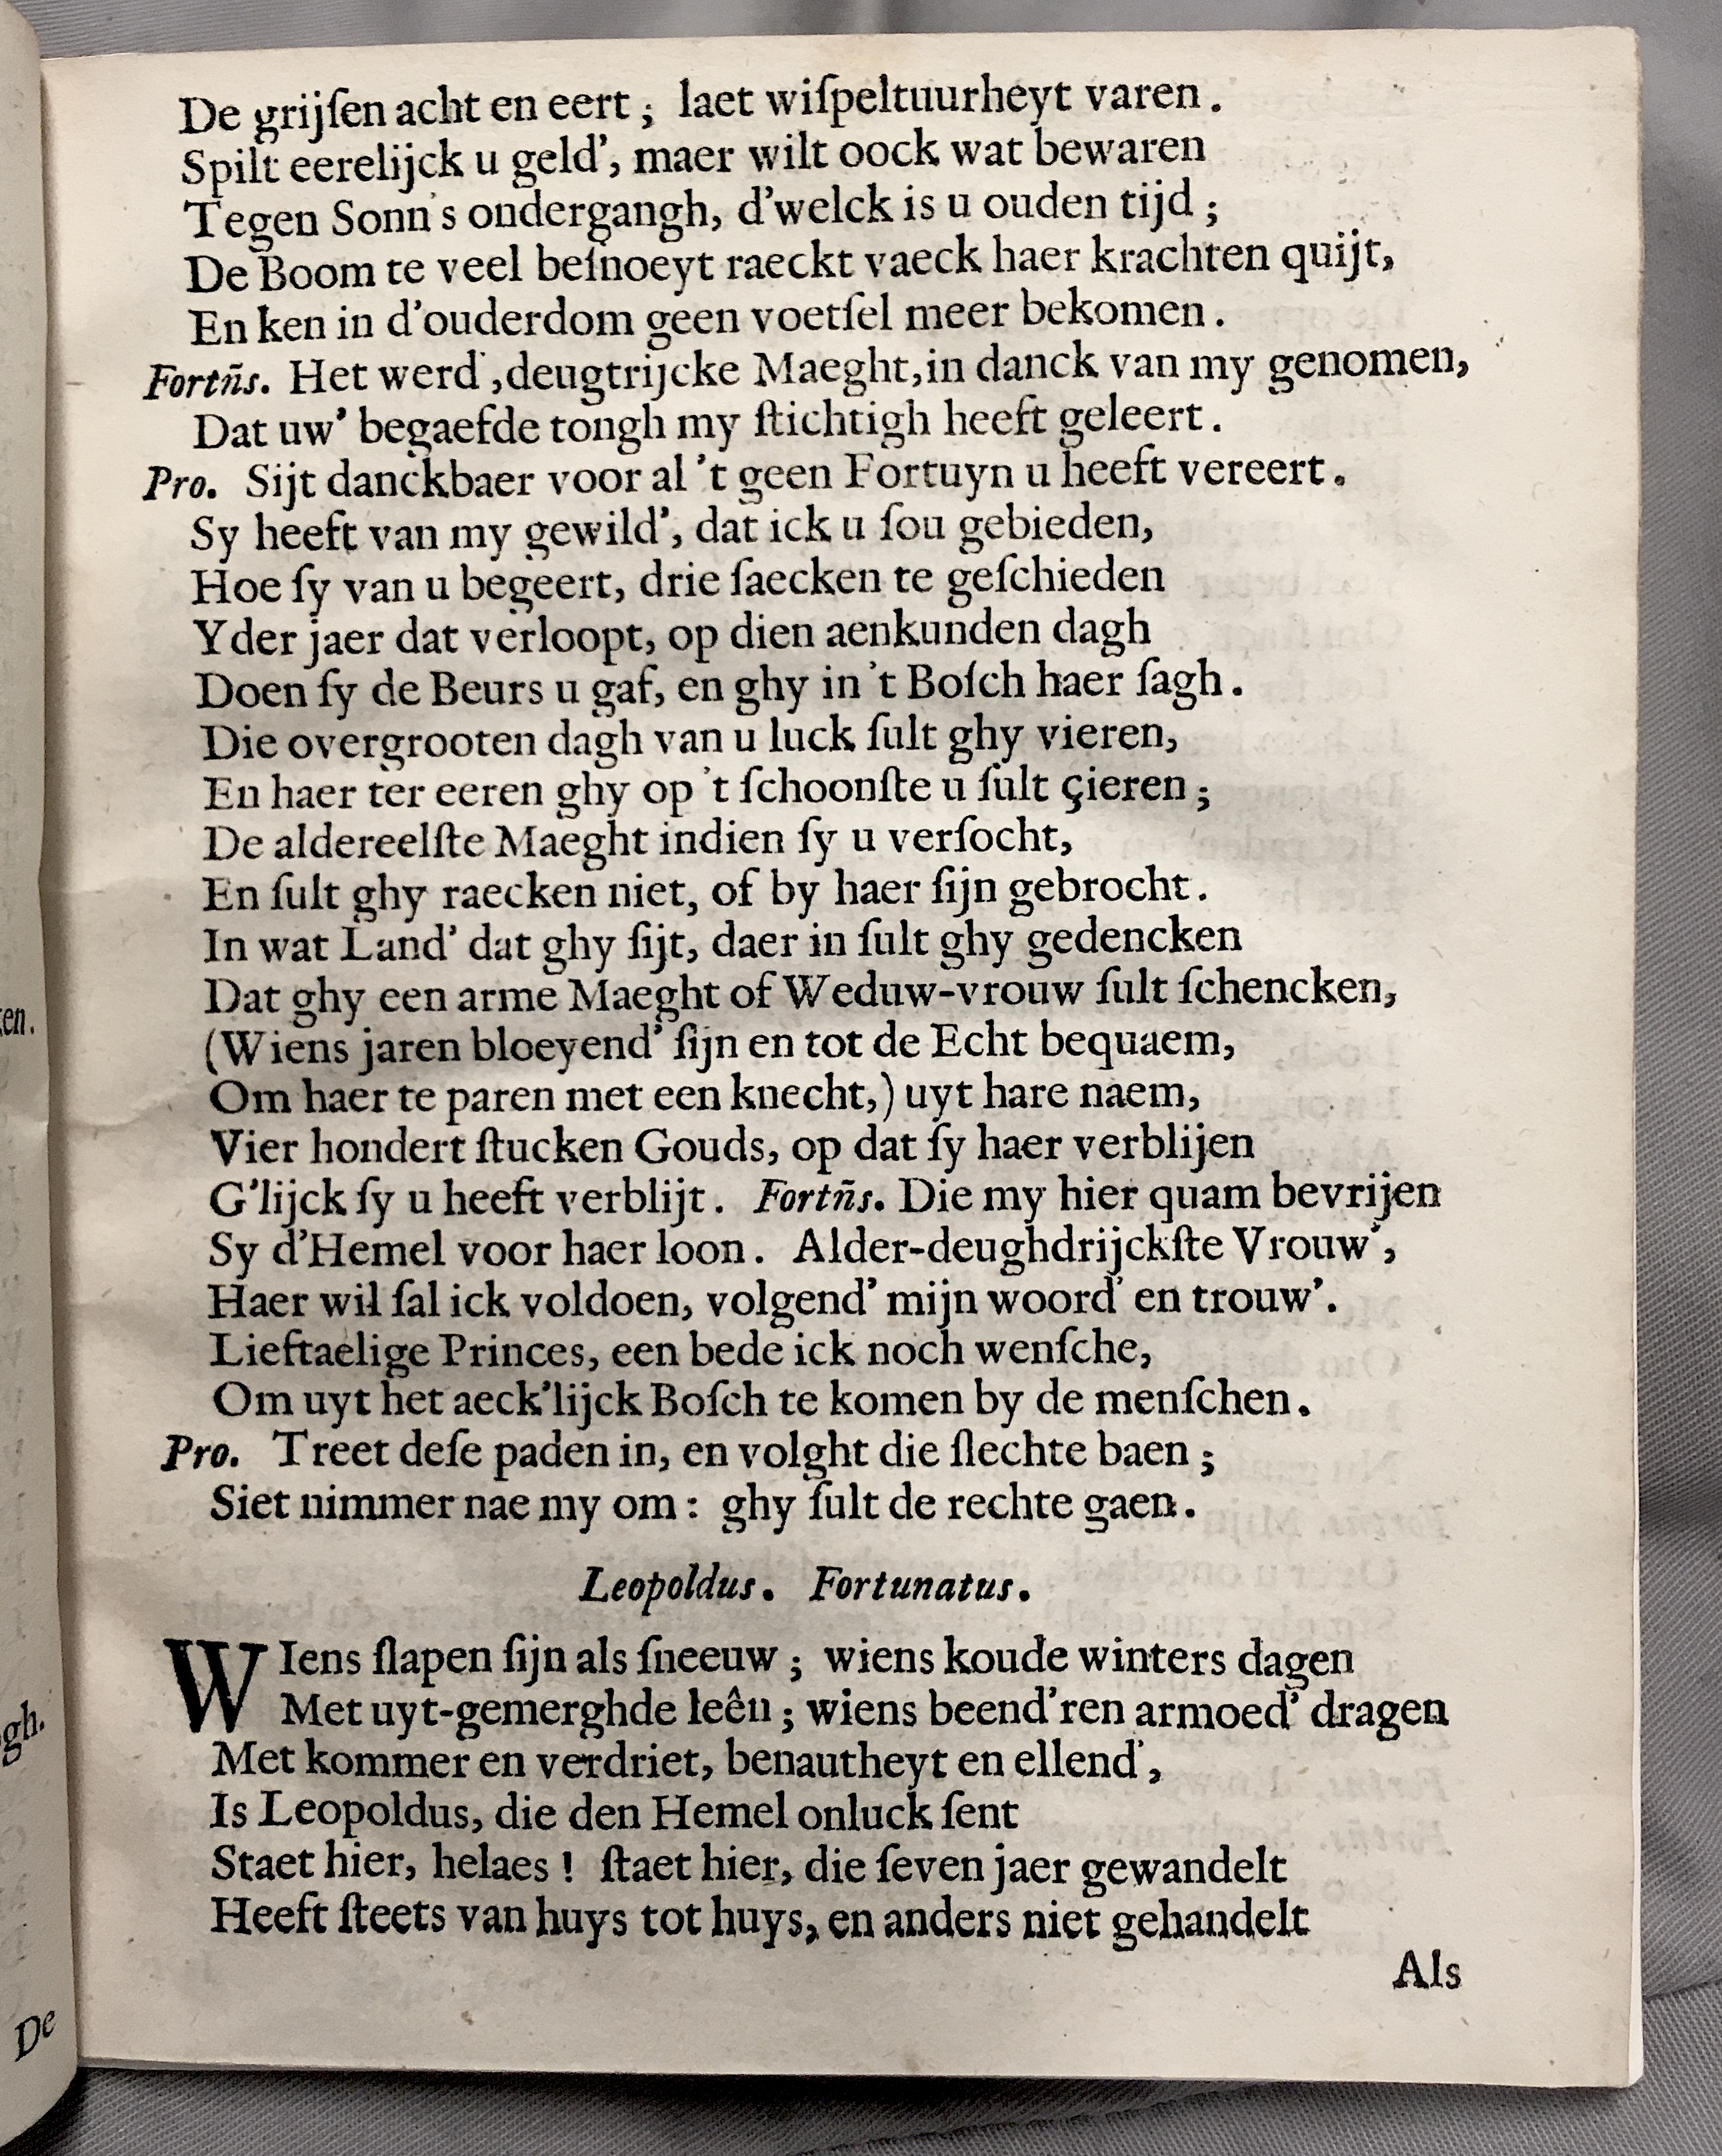 De grijſen acht en eert; laet wiſpeltuurheyt varen.
Spilt eerelijck u geld', maer wilt oock wat bewaren
Tegen Sonn's ondergangh, d'welck is u ouden tijd;
De Boom te veel beſnoeyt raeckt vaeck haer krachten quijt,
En ken in d'ouderdom geen voetſel meer bekomen.
Fortũs. Het werd', deugtrijcke Maeght, in danck van my genomen,
Dat uw' begaefde tongh my ſtichtigh heeft geleert.
Pro. Sijt danckbaer voor al 't geen Fortuyn u heeft vereert.
Sy heeft van my gewild', dat ick u ſou gebieden,
Hoe ſy van u begeert, drie ſaecken te geſchieden
Yder jaer dat verloopt, op dien aenkunden dagh
Doen ſy de Beurs u gaf, en ghy in 't Boſch haer ſagh.
Die overgrooten dagh van u luck ſult ghy vieren,
En haer ter eeren ghy op 't ſchoonſte u ſult çieren;
De aldereelſte Maeght indien ſy u verſocht,
En ſult ghy raecken niet, of by haer ſijn gebrocht.
In wat Land' dat ghy ſijt, daer in ſult ghy gedencken
Dat ghy een arme Maeght of Weduw-vrouw ſult ſchencken,
(Wiens jaren bloeyend' ſijn en tot de Echt bequaem,
Om haer te paren met een knecht,) uyt hare naem,
Vier hondert ſtucken Gouds, op dat ſy haer verblijen
G'lijck ſy u heeft verblijt. Fortñs. Die my hier quam bevrijen
Sy d'Hemel voor haer loon. Alder-deughdrijckſte Vrouw',
Haer wil ſal ick voldoen, volgend' mijn woord' en trouw'.
Lieftaelige Princes, een bede ick noch wenſche,
Om uyt het aeck'lijck Boſch te komen by de menſchen.
Pro. Treet deſe paden in, en volght die ſlechte baen;
Siet nimmer nae my om: ghy ſult de rechte gaen.
Leopoldus. Fortunatus.
WIens ſlapen ſijn als ſneeuw; wiens koude winters dagen
Met uyt-gemerghde leên; wiens beend'ren armoed' dragen
Met kommer en verdriet, benautheyt en ellend',
Is Leopoldus, die den Hemel onluck ſent
Staet hier, helaes! ſtaet hier, die ſeven jaer gewandelt
Heeft ſteets van huys tot huys, en anders niet gehandelt
Als
en.
gh.
De